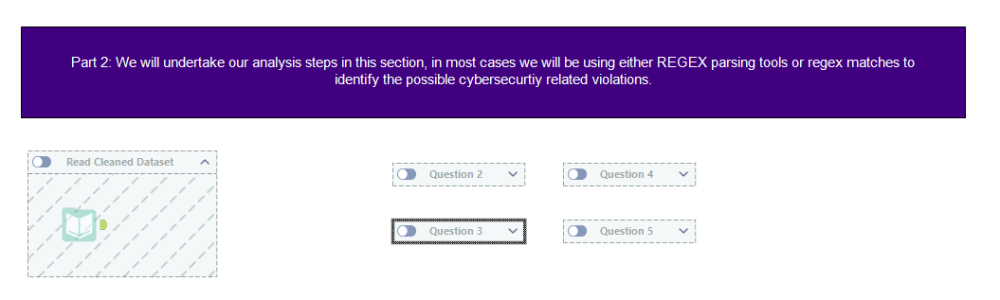 Part 2: We will undertake our analysis steps in this section, in most cases we will be using either REGEX parsing tools or regex matches to
identify the possible cybersecurtiy related violations.
Read Cleaned Dataset
Question 2
Question 4
Question 3
Question 5